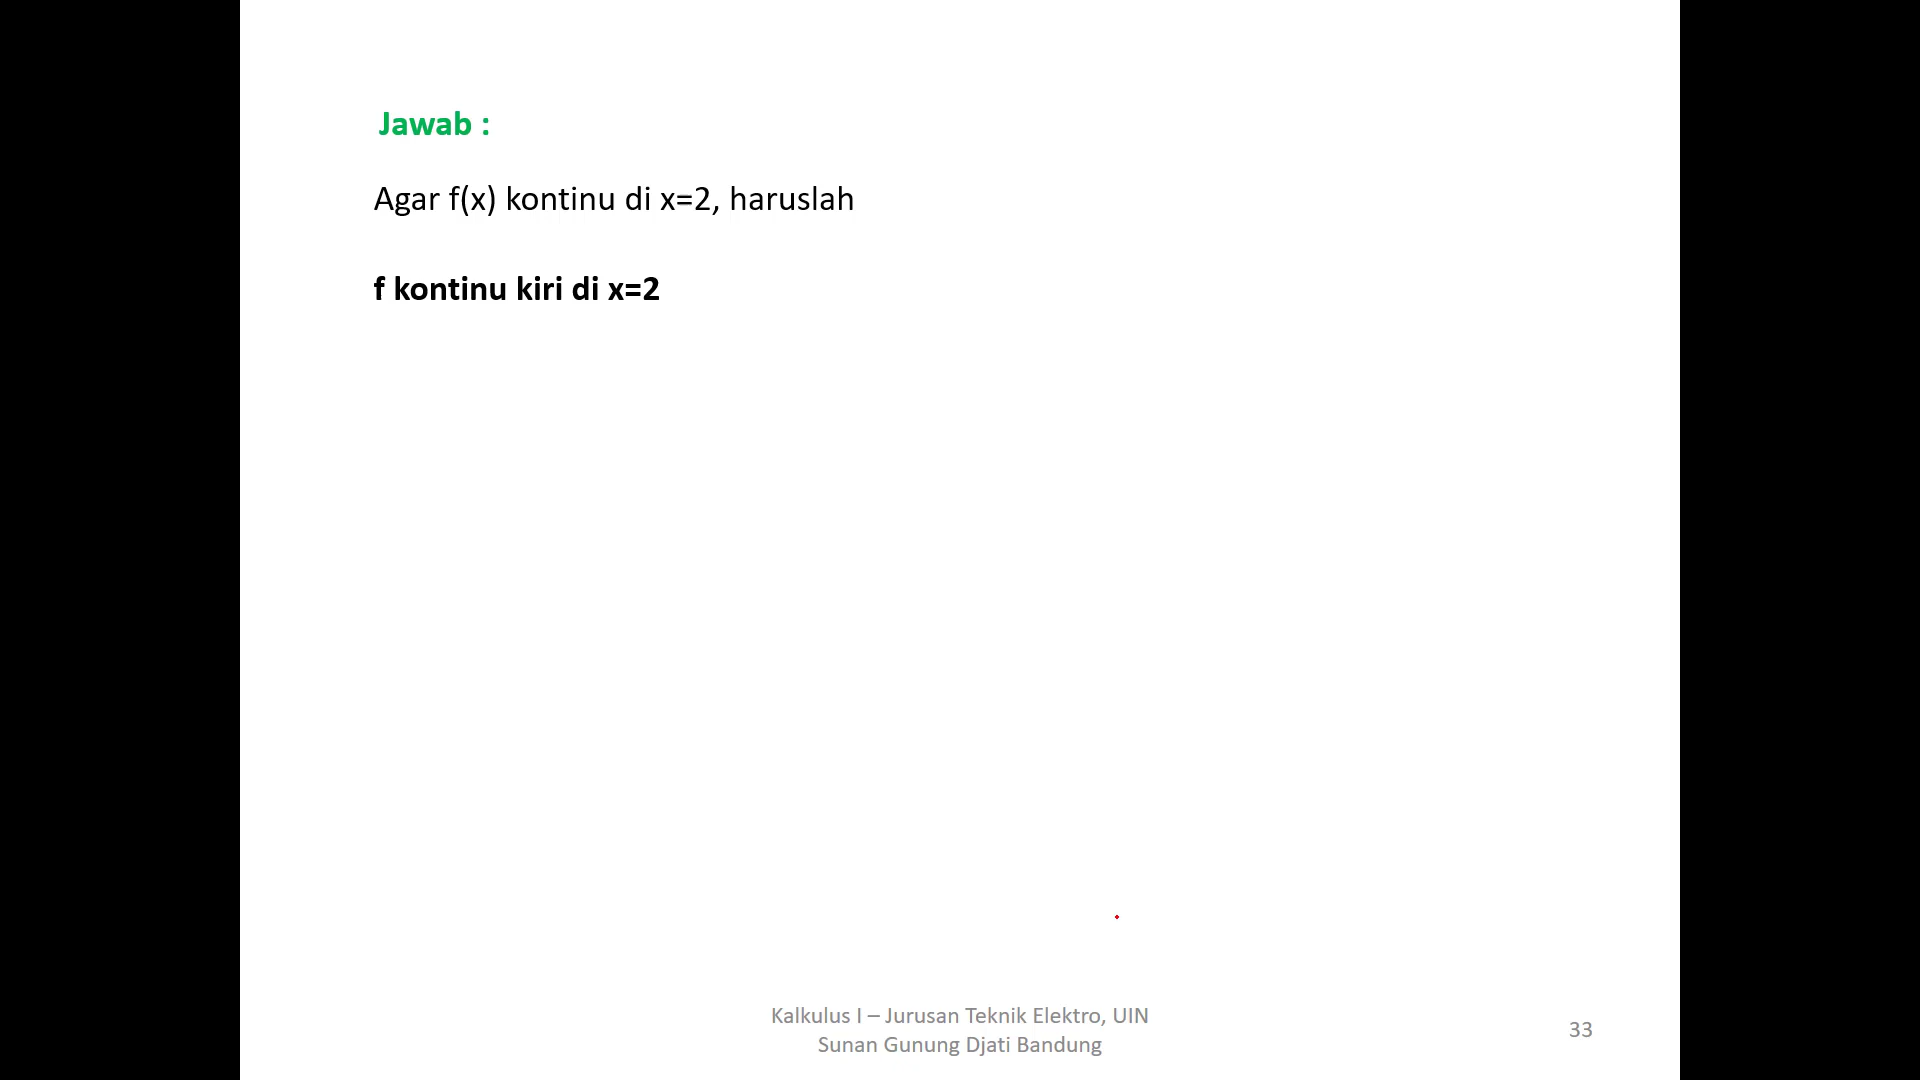 Jawab :
Agar f(x) kontinu di x=2, haruslah
f kontinu kiri di x=2
Kalkulus I – Jurusan Teknik Elektro, UIN
Sunan Gunung Djati Bandung
33